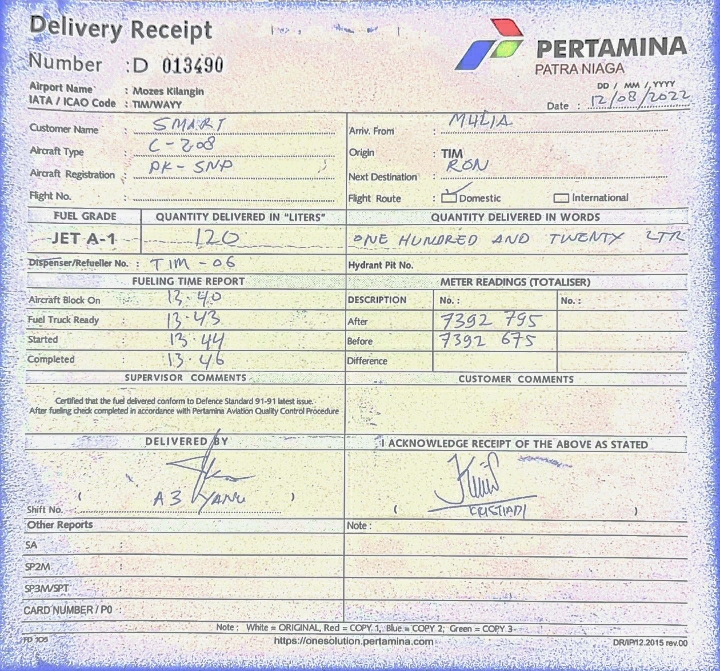 Delivery Receipt
PERTAMINA
PATRA NIAGA
Number : D 013490
Airport Name : Mozes Kilangin
IATA / ICAO Code : TIM/WAYY
DD / MM / YYYY
Date : 12/08/2022
Customer Name : SMART
Arriv. From : MULIA
Aircraft Type : C-208
Origin : TIM
Aircraft Registration : PK-SNP
Next Destination : RON
Flight No. :
Flight Route : Domestic International
FUEL GRADE QUANTITY DELIVERED IN "LITERS" QUANTITY DELIVERED IN WORDS
JET A-1 120 ONE HUNDRED AND TWENTY LTR
Dispenser/Refueller No. : TIM-06 Hydrant Pit No.
FUELING TIME REPORT METER READINGS (TOTALISER)
Aircraft Block On : 13.40 DESCRIPTION No. : No. :
Fuel Truck Ready : 13.43 After 7392 795
Started : 13.44 Before 7392 675
Completed : 13.46 Difference
SUPERVISOR COMMENTS CUSTOMER COMMENTS
Certified that the fuel delivered conform to Defence Standard 91-91 latest issue.
After fueling check completed in accordance with Pertamina Aviation Quality Control Procedure
DELIVERED BY I ACKNOWLEDGE RECEIPT OF THE ABOVE AS STATED
Shift No. ( )
( KRISTIADI )
Other Reports Note :
SA :
SP2M :
SP3M/SPT :
CARD NUMBER / P0 :
Note : White = ORIGINAL, Red = COPY 1, Blue = COPY 2; Green = COPY 3
FD 105 https://onesolution.pertamina.com DR/IP/12.2015 rev.00